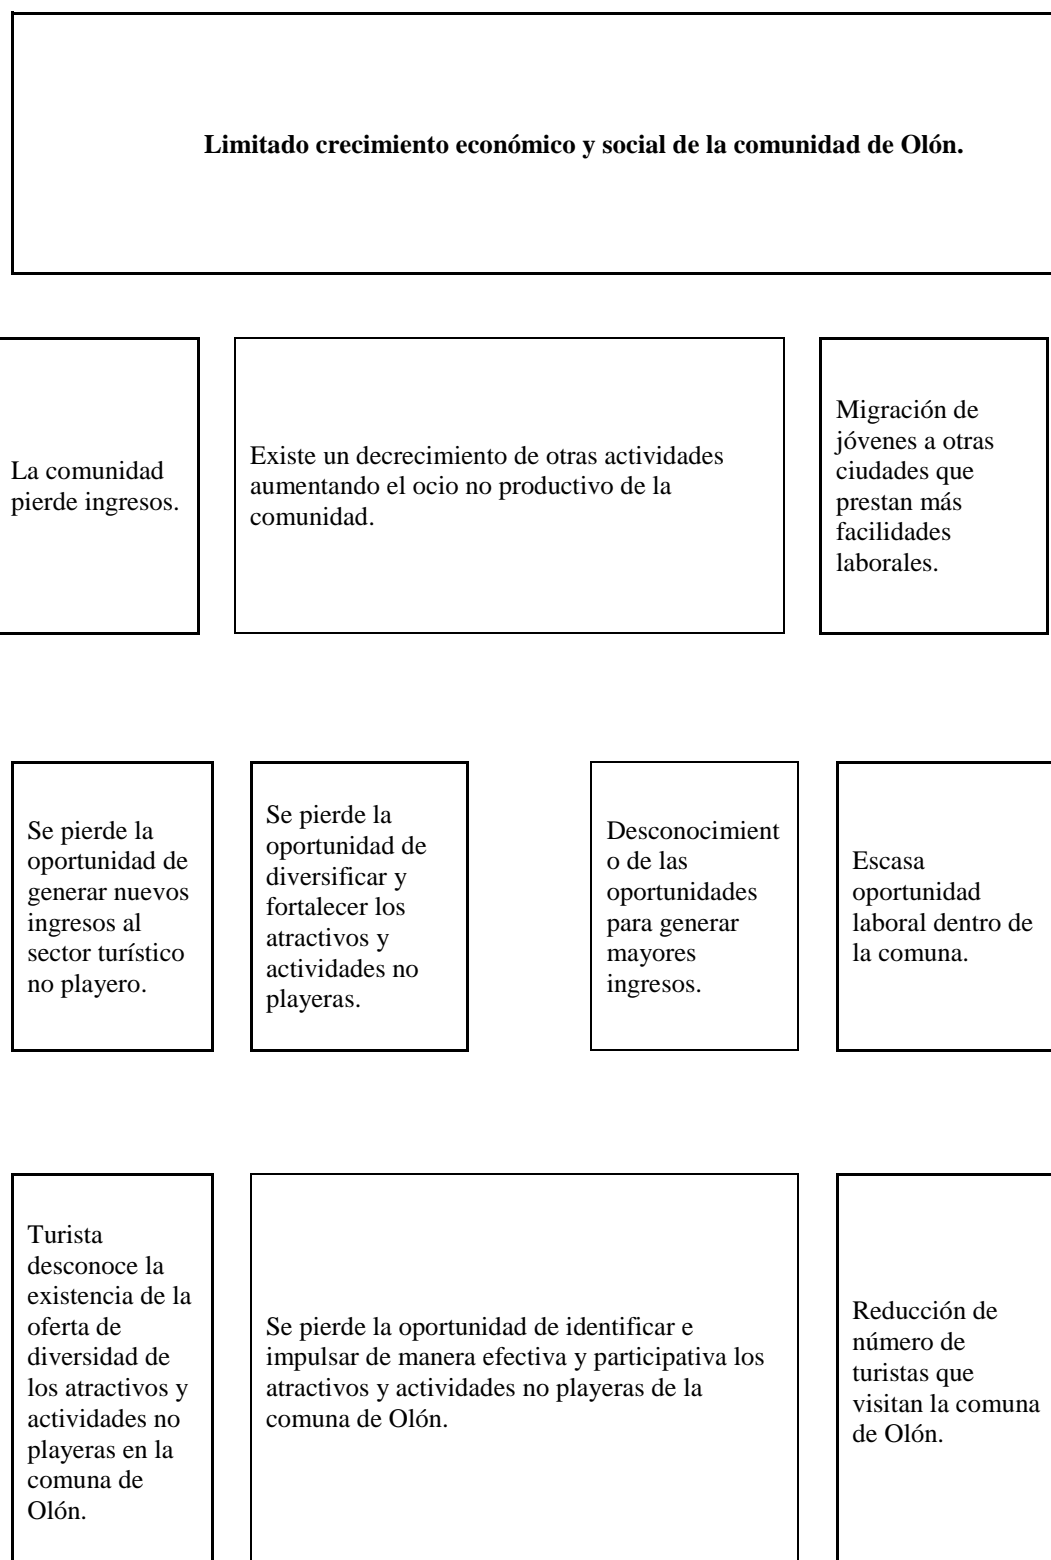 Limitado crecimiento económico y social de la comunidad de Olón.
La comunidad
pierde ingresos.
Existe un decrecimiento de otras actividades
aumentando el ocio no productivo de la
comunidad.
Migración de
jóvenes a otras
ciudades que
prestan más
facilidades
laborales.
Se pierde la
oportunidad de
generar nuevos
ingresos al
sector turístico
no playero.
Se pierde la
oportunidad de
diversificar y
fortalecer los
atractivos y
actividades no
playeras.
Desconocimient
o de las
oportunidades
para generar
mayores
ingresos.
Escasa
oportunidad
laboral dentro de
la comuna.
Turista
desconoce la
existencia de la
oferta de
diversidad de
los atractivos y
actividades no
playeras en la
comuna de
Olón.
Se pierde la oportunidad de identificar e
impulsar de manera efectiva y participativa los
atractivos y actividades no playeras de la
comuna de Olón.
Reducción de
número de
turistas que
visitan la comuna
de Olón.